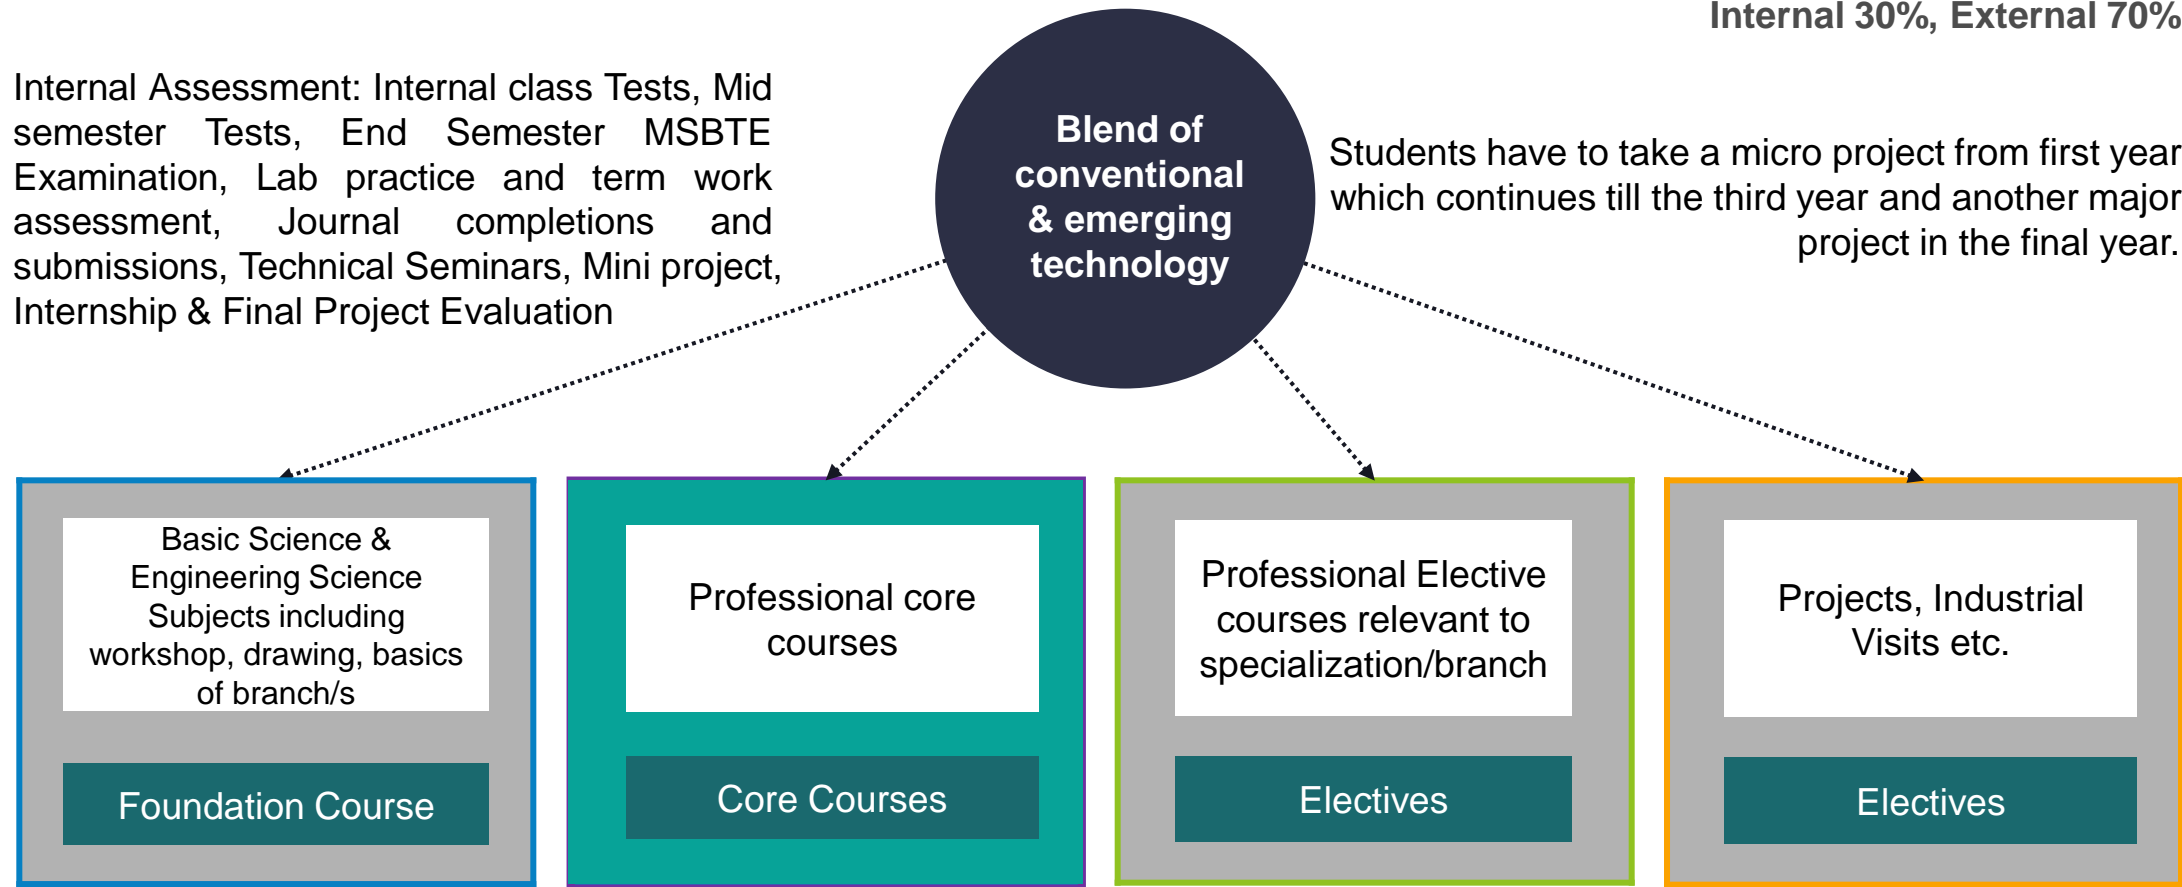 Internal 30%, External 70%
Internal Assessment: Internal class Tests, Mid
semester Tests, End Semester MSBTE
Examination, Lab practice and term work
assessment, Journal completions and
submissions, Technical Seminars, Mini project,
Internship & Final Project Evaluation
Blend of
conventional
& emerging
technology
Students have to take a micro project from first year
which continues till the third year and another major
project in the final year.
Basic Science &
Engineering Science
Subjects including
workshop, drawing, basics
of branch/s
Foundation Course
Professional core
courses
Core Courses
Professional Elective
courses relevant to
specialization/branch
Electives
Projects, Industrial
Visits etc.
Electives